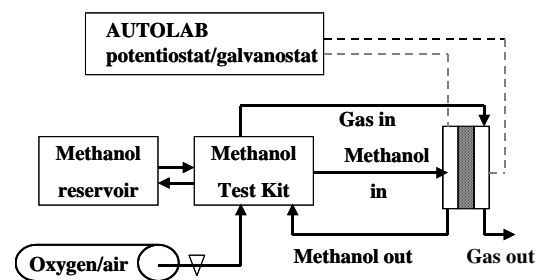 AUTOLAB
potentiostat/galvanostat
Gas in
Methanol
reservoir
Methanol
Test Kit
Methanol
in
Oxygen/air
Methanol out
Gas out